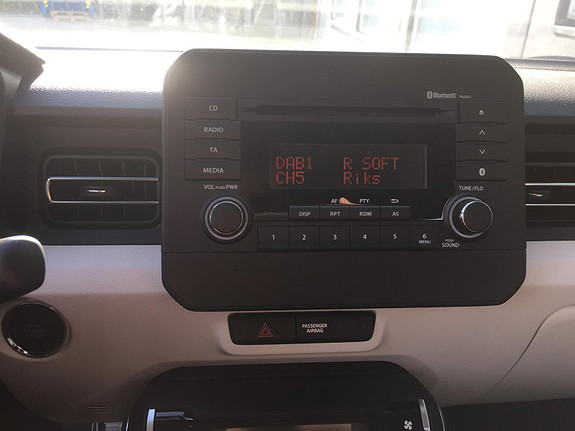 Bluetooth
CD
RADIO
TA
MEDIA
VOL PUSH PWR
DAB1 R SOFT
CH5 Riks
TUNE/FLD
AF PTY
DISP RPT RDM AS
1 2 3 4 5 6
MENU
PUSH
SOUND
PASSENGER
AIRBAG